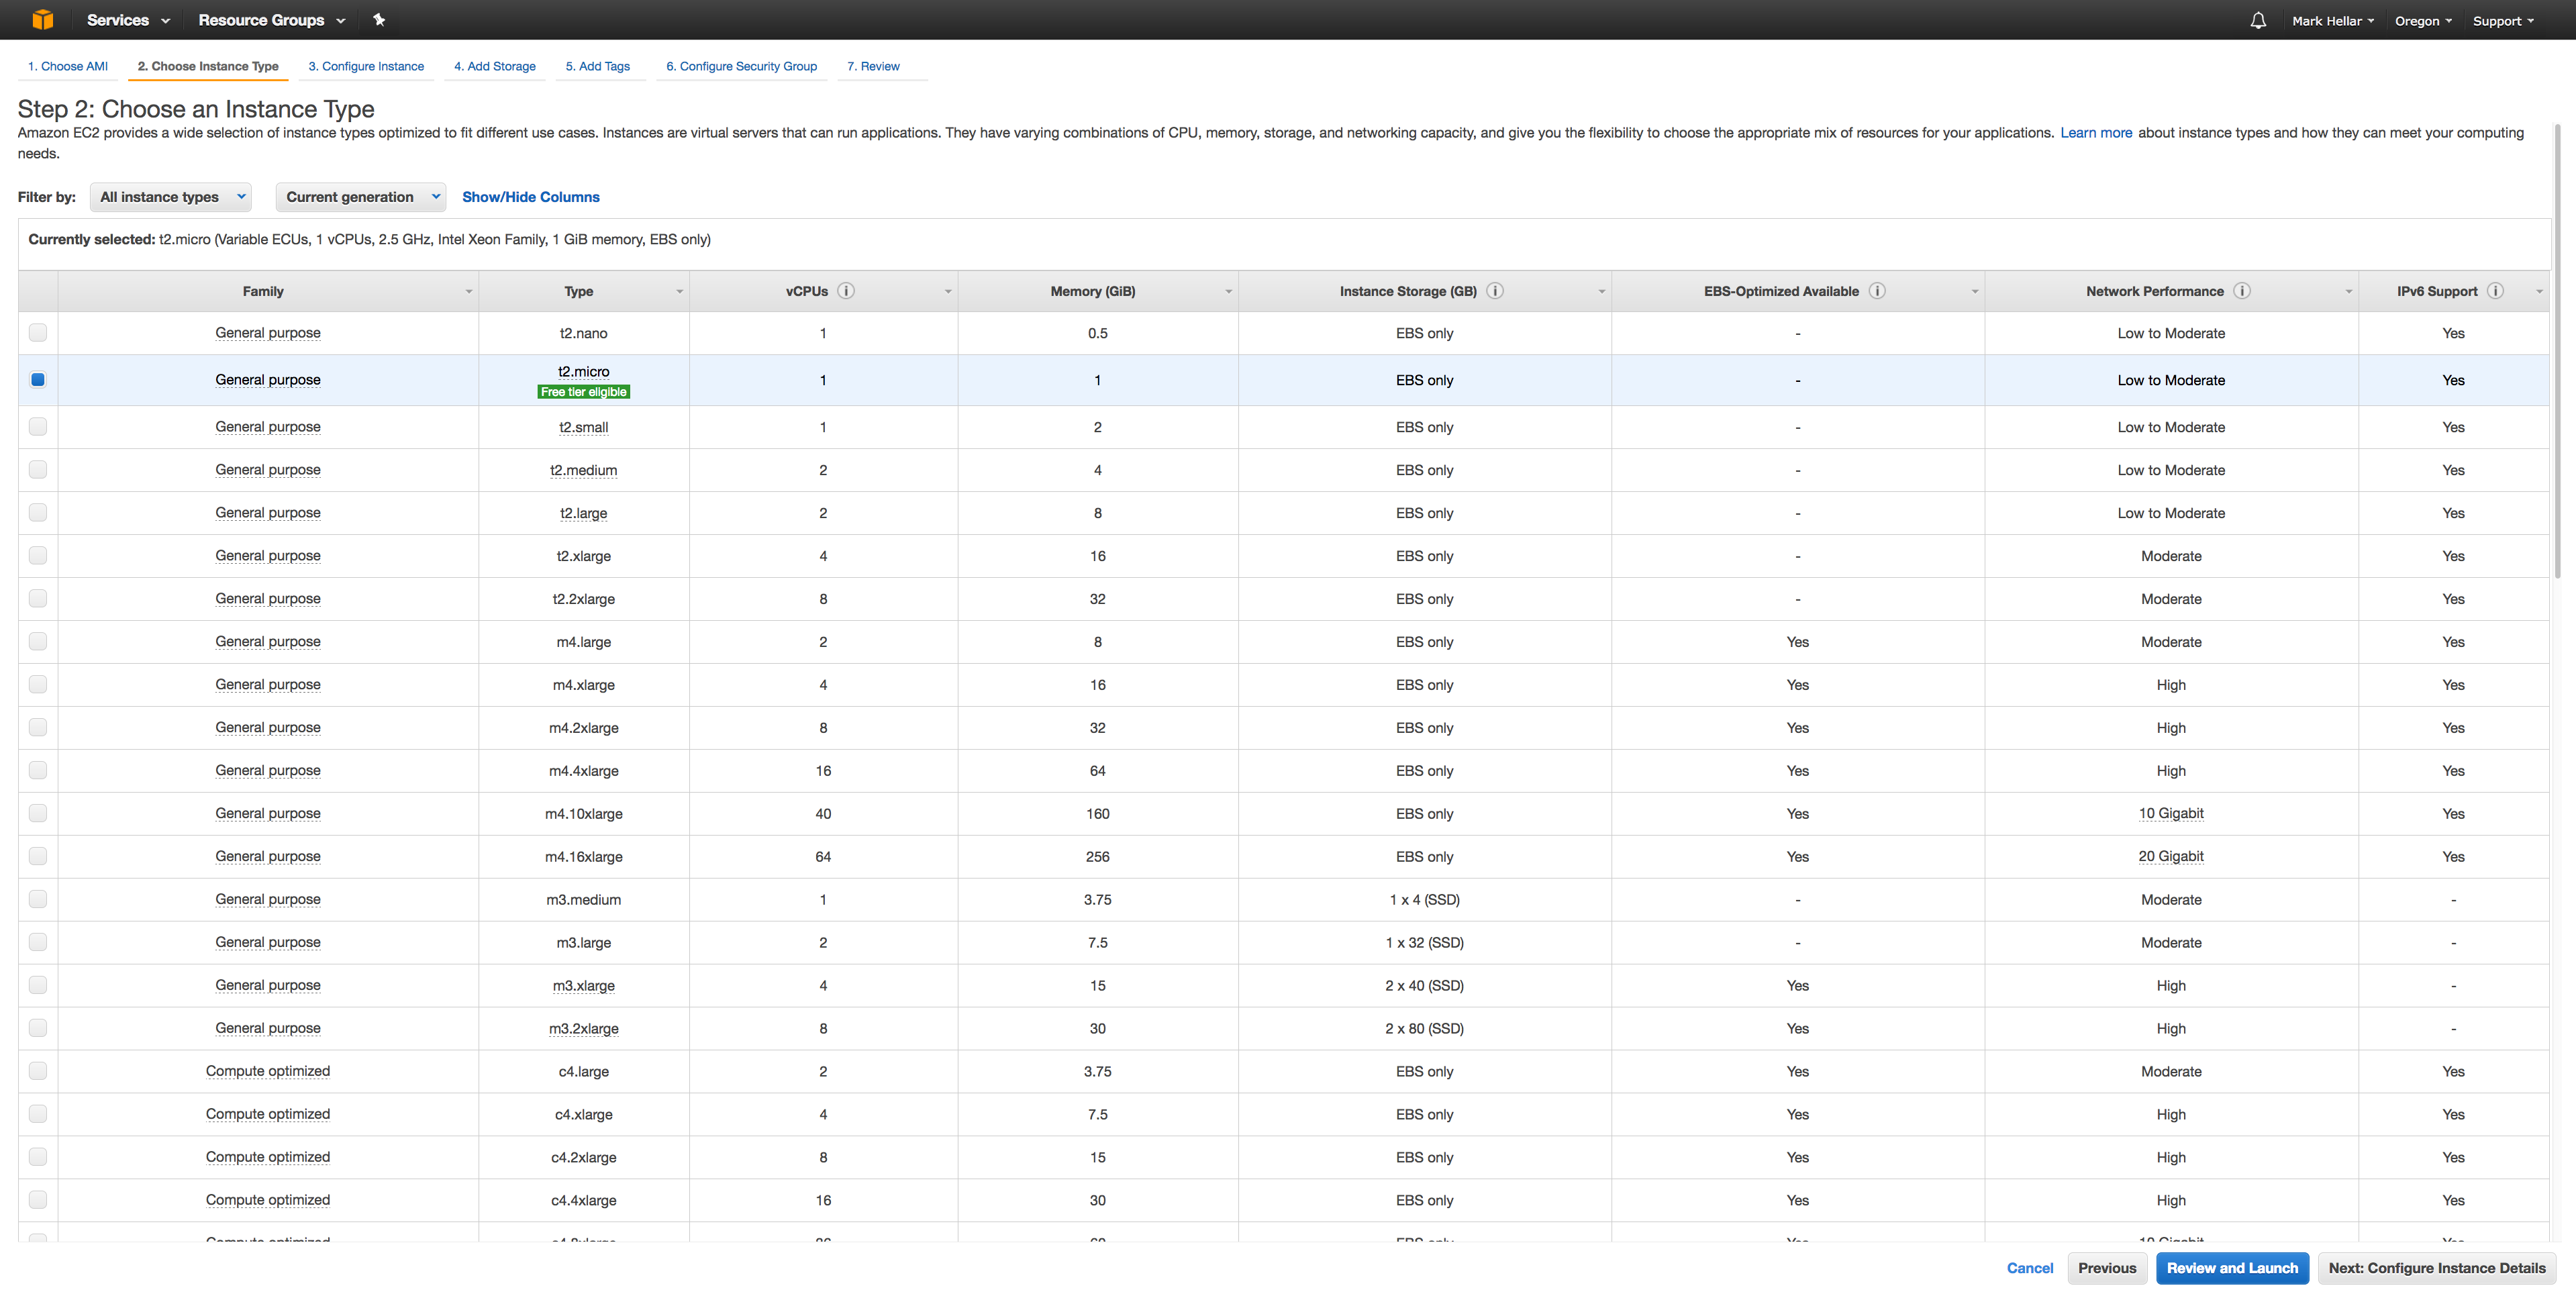 Services Resource Groups Mark Hellar Oregon Support
1. Choose AMI 2. Choose Instance Type 3. Configure Instance 4. Add Storage 5. Add Tags 6. Configure Security Group 7. Review
Step 2: Choose an Instance Type
Amazon EC2 provides a wide selection of instance types optimized to fit different use cases. Instances are virtual servers that can run applications. They have varying combinations of CPU, memory, storage, and networking capacity, and give you the flexibility to choose the appropriate mix of resources for your applications. Learn more about instance types and how they can meet your computing
needs.
Filter by: All instance types Current generation Show/Hide Columns
Currently selected: t2.micro (Variable ECUs, 1 vCPUs, 2.5 GHz, Intel Xeon Family, 1 GiB memory, EBS only)
Family Type vCPUs i Memory (GiB) Instance Storage (GB) i EBS-Optimized Available i Network Performance i IPv6 Support i
General purpose t2.nano 1 0.5 EBS only - Low to Moderate Yes
General purpose t2.micro 1 1 EBS only - Low to Moderate Yes
Free tier eligible
General purpose t2.small 1 2 EBS only - Low to Moderate Yes
General purpose t2.medium 2 4 EBS only - Low to Moderate Yes
General purpose t2.large 2 8 EBS only - Low to Moderate Yes
General purpose t2.xlarge 4 16 EBS only - Moderate Yes
General purpose t2.2xlarge 8 32 EBS only - Moderate Yes
General purpose m4.large 2 8 EBS only Yes Moderate Yes
General purpose m4.xlarge 4 16 EBS only Yes High Yes
General purpose m4.2xlarge 8 32 EBS only Yes High Yes
General purpose m4.4xlarge 16 64 EBS only Yes High Yes
General purpose m4.10xlarge 40 160 EBS only Yes 10 Gigabit Yes
General purpose m4.16xlarge 64 256 EBS only Yes 20 Gigabit Yes
General purpose m3.medium 1 3.75 1 x 4 (SSD) - Moderate -
General purpose m3.large 2 7.5 1 x 32 (SSD) - Moderate -
General purpose m3.xlarge 4 15 2 x 40 (SSD) Yes High -
General purpose m3.2xlarge 8 30 2 x 80 (SSD) Yes High -
Compute optimized c4.large 2 3.75 EBS only Yes Moderate Yes
Compute optimized c4.xlarge 4 7.5 EBS only Yes High Yes
Compute optimized c4.2xlarge 8 15 EBS only Yes High Yes
Compute optimized c4.4xlarge 16 30 EBS only Yes High Yes
Cancel Previous Review and Launch Next: Configure Instance Details